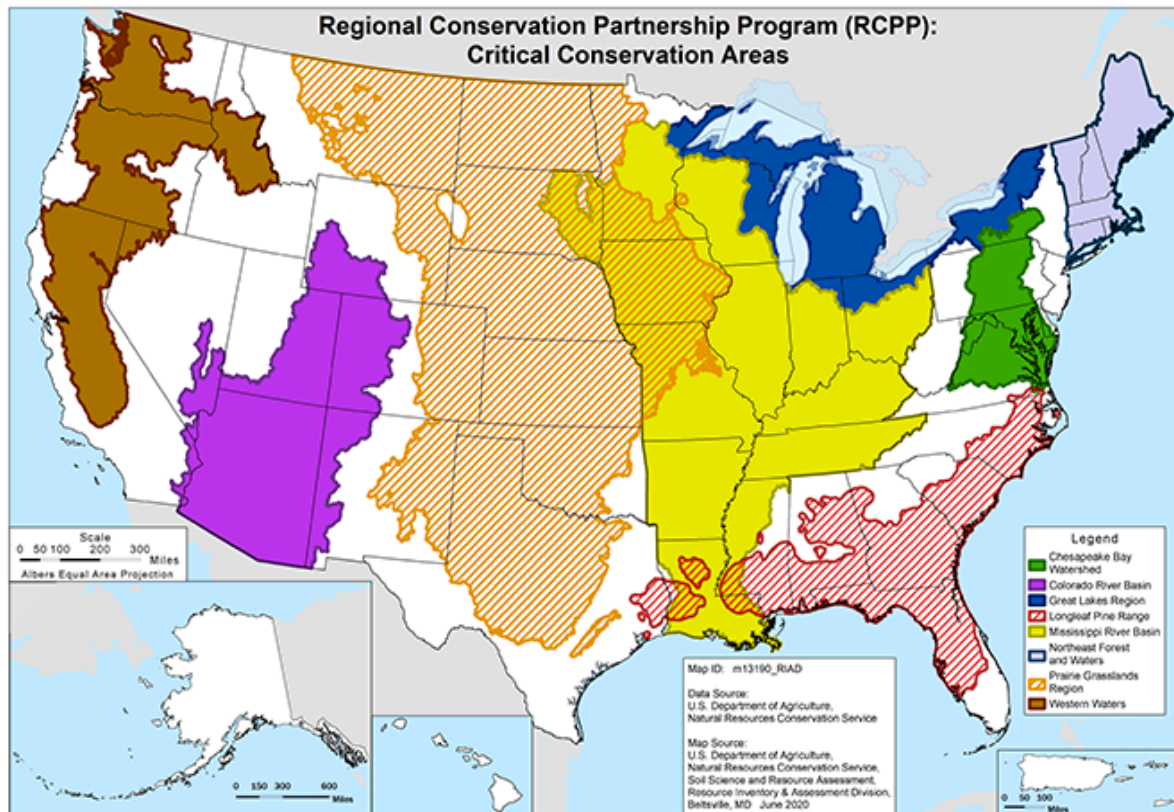 Regional Conservation Partnership Program (RCPP):
Critical Conservation Areas
Scale
0 50 100 200 300
Miles
Albers Equal Area Projection
0 150 300 600
Miles
Map ID: m13190_RIAD
Data Source:
U.S. Department of Agriculture,
Natural Resources Conservation Service
Map Source:
U.S. Department of Agriculture,
Natural Resources Conservation Service,
Soil Science and Resource Assessment,
Resource Inventory & Assessment Division,
Beltsville, MD June 2020
Legend
Chesapeake Bay
Watershed
Colorado River Basin
Great Lakes Region
Longleaf Pine Range
Mississippi River Basin
Northeast Forest
and Waters
Prairie Grasslands
Region
Western Waters
0 50 100
Miles